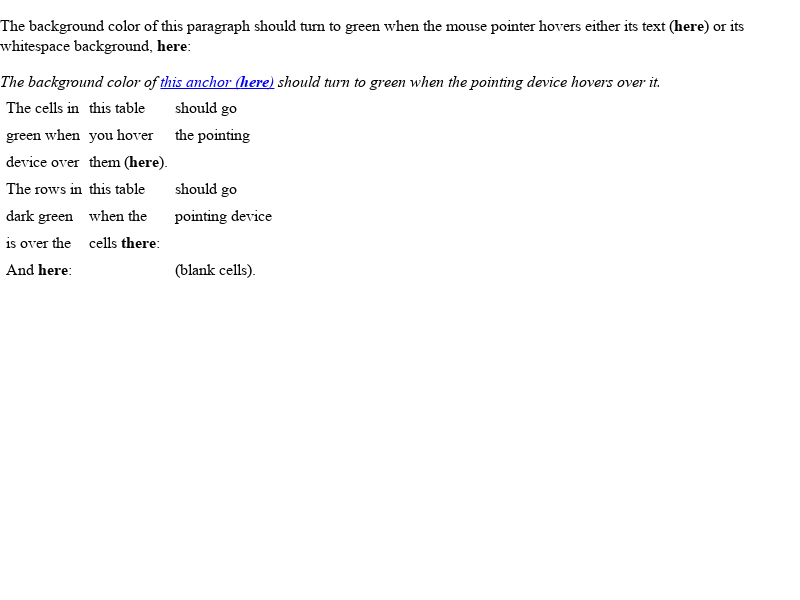 The background color of this paragraph should turn to green when the mouse pointer hovers either its text (here) or its
whitespace background, here:
The background color of this anchor (here) should turn to green when the pointing device hovers over it.
The cells in this table should go
green when you hover the pointing
device over them (here).
The rows in this table should go
dark green when the pointing device
is over the cells there:
And here: (blank cells).